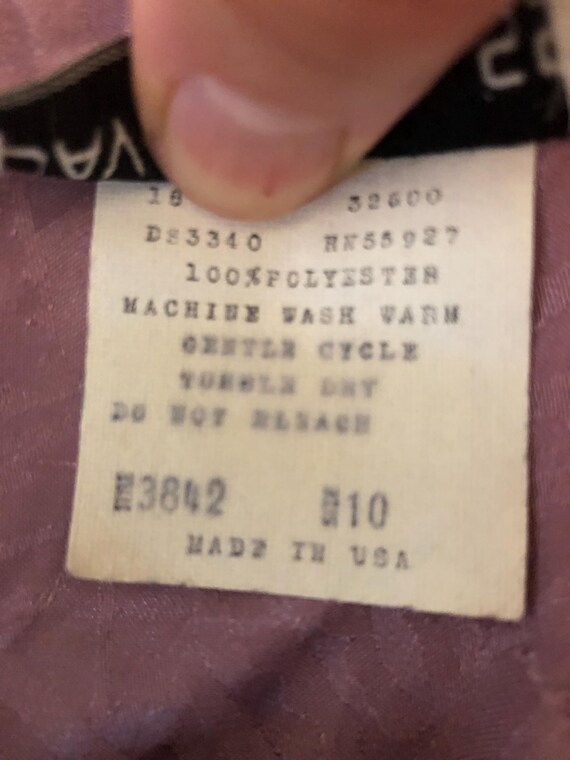 18 32600
DS3340 RN55927
100%POLYESTER
MACHINE WASH WARM
GENTLE CYCLE
TUMBLE DRY
DO NOT BLEACH
3842 10
MADE IN USA